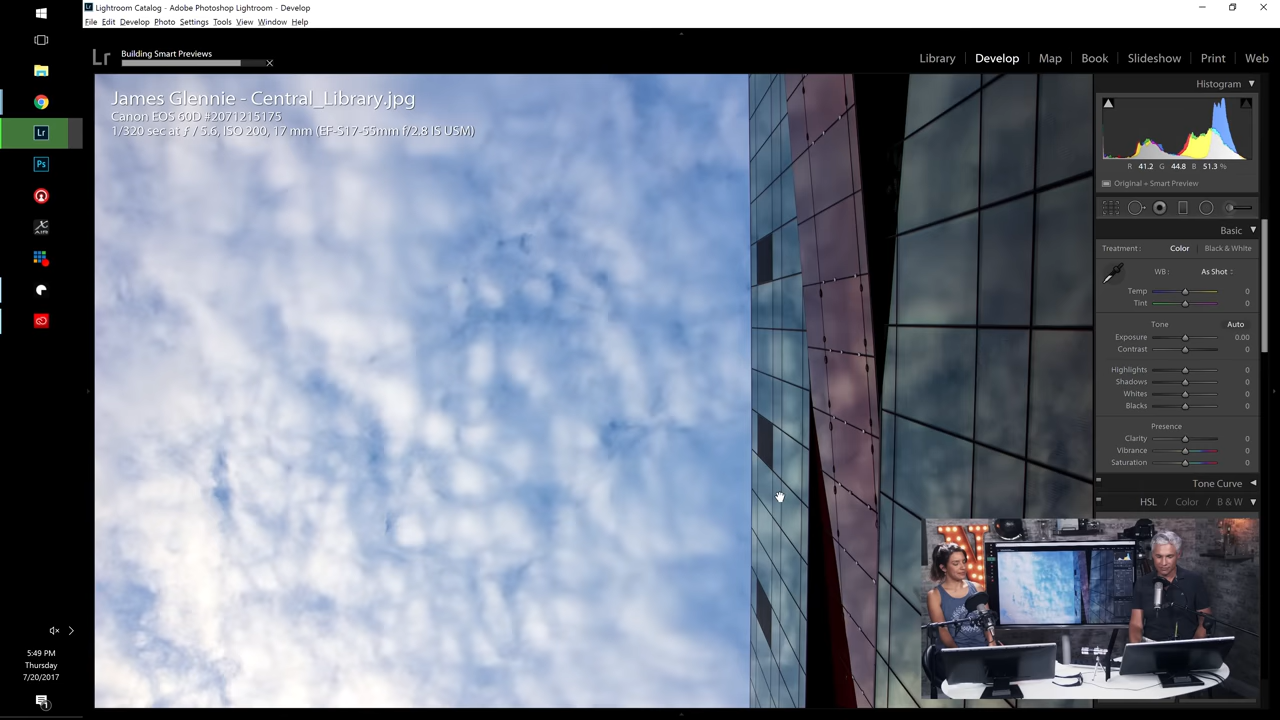 Lightroom Catalog - Adobe Photoshop Lightroom - Develop
File Edit Develop Photo Settings Tools View Window Help
Lr Building Smart Previews
Library Develop Map Book Slideshow Print Web
James Glennie - Central_Library.jpg
Canon EOS 60D #2071215175
1/320 sec at ƒ / 5.6, ISO 200, 17 mm (EF-S17-55mm f/2.8 IS USM)
Histogram
R 41.2 G 44.8 B 51.3 %
Original + Smart Preview
Basic
Treatment: Color Black & White
WB: As Shot
Temp 0
Tint 0
Tone Auto
Exposure 0.00
Contrast 0
Highlights 0
Shadows 0
Whites 0
Blacks 0
Presence
Clarity 0
Vibrance 0
Saturation 0
Tone Curve
HSL / Color / B & W
Lr
Ps
AIR
5:49 PM
Thursday
7/20/2017
1
N